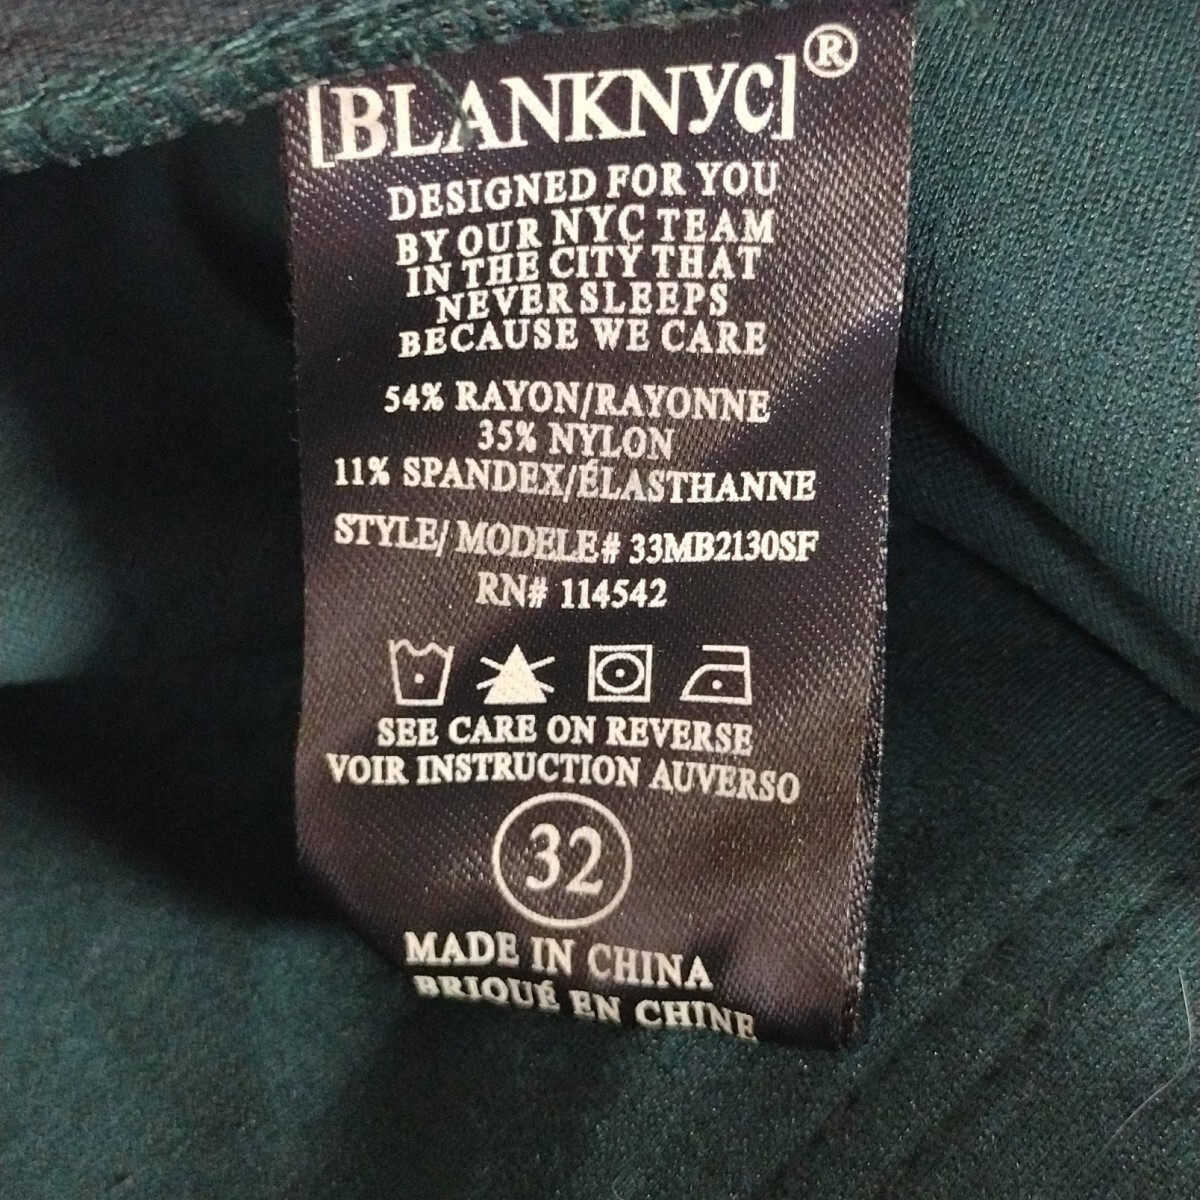 [BLANKNYC]®
DESIGNED FOR YOU
BY OUR NYC TEAM
IN THE CITY THAT
NEVER SLEEPS
BECAUSE WE CARE
54% RAYON/RAYONNE
35% NYLON
11% SPANDEX/ÉLASTHANNE
STYLE/ MODELE# 33MB2130SF
RN# 114542
SEE CARE ON REVERSE
VOIR INSTRUCTION AUVERSO
32
MADE IN CHINA
BRIQUÉ EN CHINE